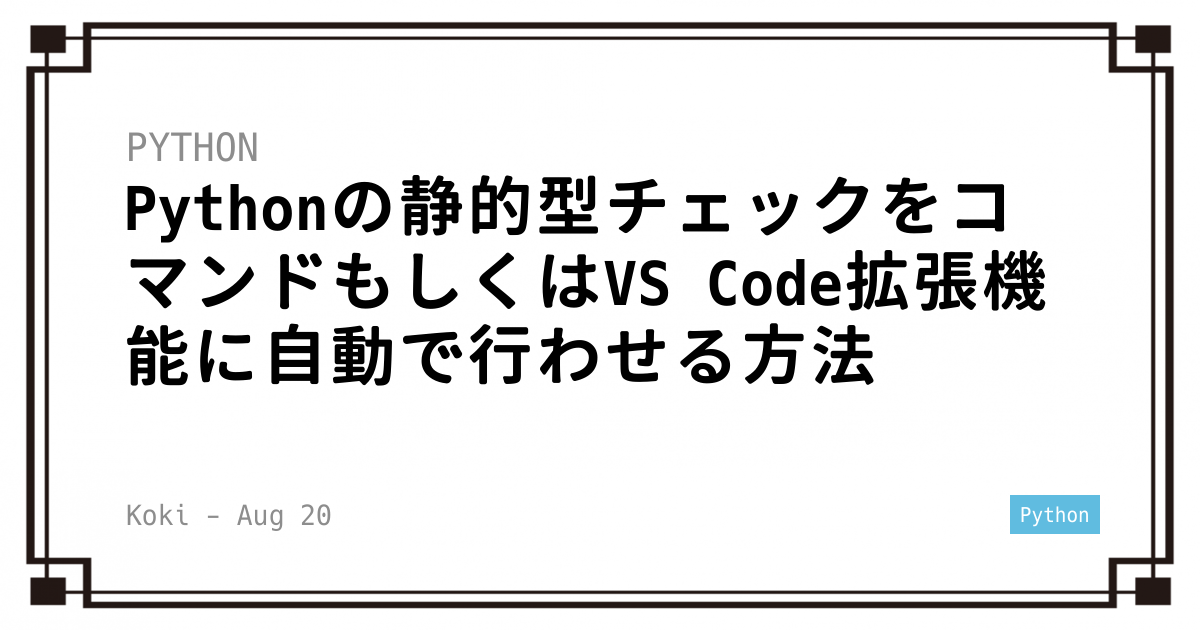 PYTHON
Pythonの静的型チェックをコ
マンドもしくはVS Code拡張機
能に自動で行わせる方法
Koki - Aug 20
Python